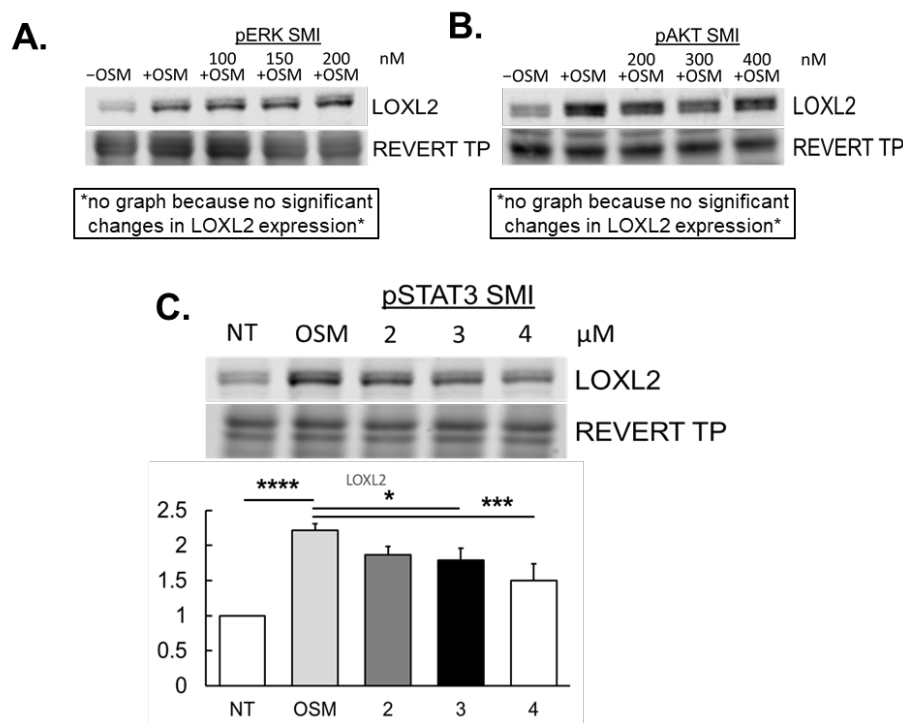 A.
pERK SMI
100 150 200 nM
−OSM +OSM +OSM +OSM +OSM
LOXL2
REVERT TP
*no graph because no significant
changes in LOXL2 expression*
B.
pAKT SMI
200 300 400 nM
−OSM +OSM +OSM +OSM +OSM
LOXL2
REVERT TP
*no graph because no significant
changes in LOXL2 expression*
C.
pSTAT3 SMI
NT OSM 2 3 4 µM
LOXL2
REVERT TP
LOXL2
**** * ***
2.5
2
1.5
1
0.5
0
NT OSM 2 3 4